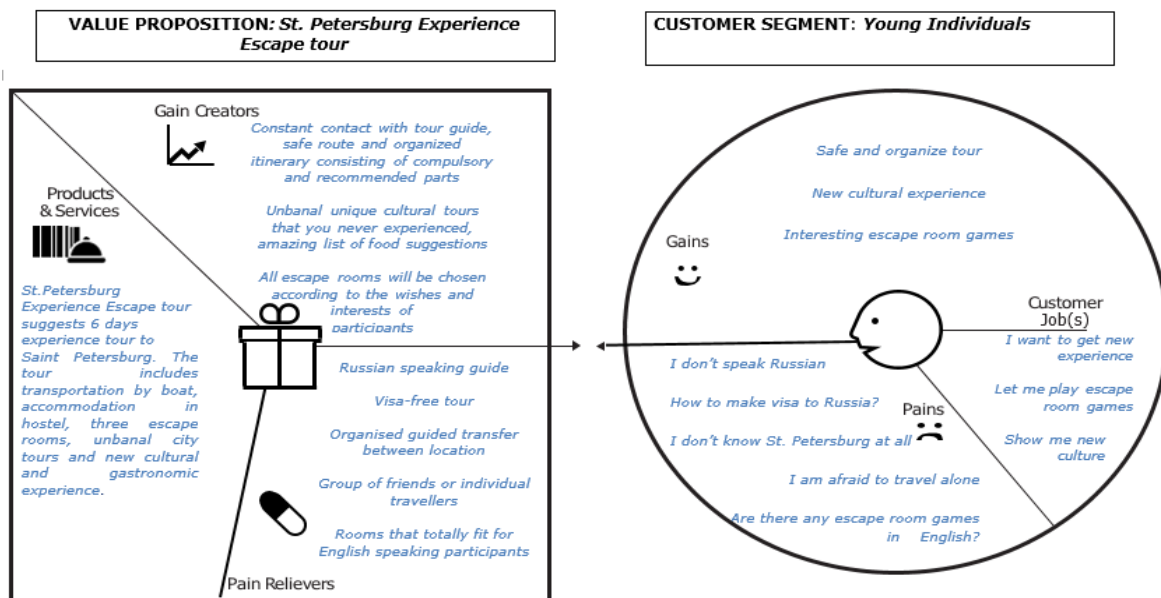 VALUE PROPOSITION: St. Petersburg Experience
Escape tour
CUSTOMER SEGMENT: Young Individuals
Gain Creators
Constant contact with tour guide,
safe route and organized
itinerary consisting of compulsory
and recommended parts
Unbanal unique cultural tours
that you never experienced,
amazing list of food suggestions
All escape rooms will be chosen
according to the wishes and
interests of
participants
Products
& Services
St.Petersburg
Experience Escape tour
suggests 6 days
experience tour to
Saint Petersburg. The
tour includes
transportation by boat,
accommodation in
hostel, three escape
rooms, unbanal city
tours and new cultural
and gastronomic
experience.
Russian speaking guide
Visa-free tour
Organised guided transfer
between location
Group of friends or individual
travellers
Rooms that totally fit for
English speaking participants
Pain Relievers
Safe and organize tour
New cultural experience
Interesting escape room games
Gains
Customer
Job(s)
I want to get new
experience
Let me play escape
room games
Show me new
culture
I don't speak Russian
How to make visa to Russia?
Pains
I don't know St. Petersburg at all
I am afraid to travel alone
Are there any escape room games
in English?